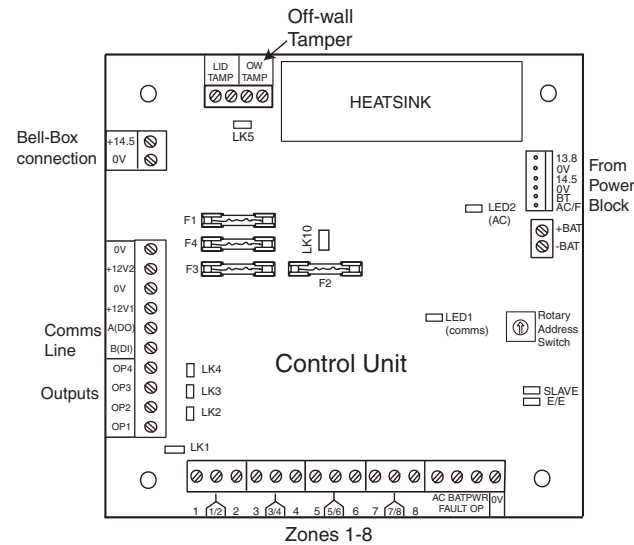 Off-wall
Tamper
LID
TAMP
OW
TAMP
HEATSINK
LK5
Bell-Box
connection
+14.5
0V
13.8
0V
14.5
0V
BT
AC/F
From
Power
Block
LED2
(AC)
+BAT
-BAT
F1
F4
F3
LK10
F2
0V
+12V2
0V
+12V1
A(DO)
B(DI)
OP4
OP3
OP2
OP1
Comms
Line
Outputs
LED1
(comms)
Rotary
Address
Switch
Control Unit
LK4
LK3
LK2
LK1
SLAVE
E/E
1 1/2 2 3 3/4 4 5 5/6 6 7 7/8 8
AC BATPWR 0V
FAULT OP
Zones 1-8